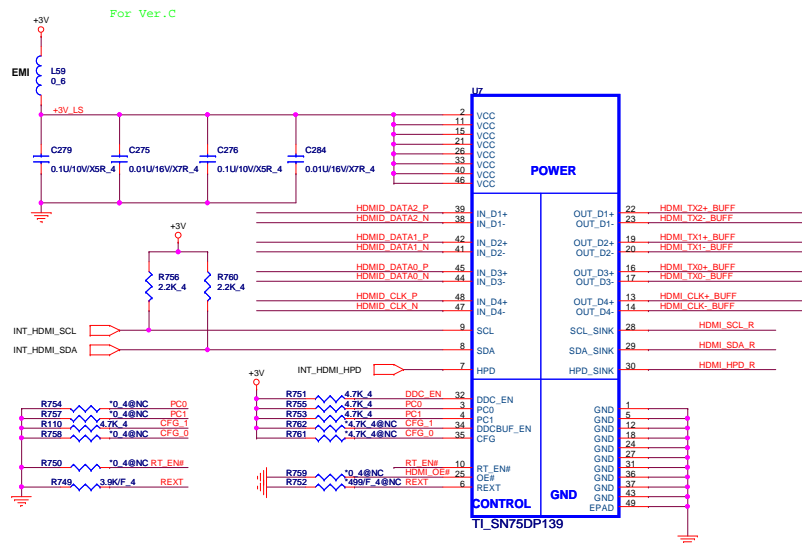 For Ver.C
+3V
EMI
L59
0_6
+3V_LS
C279
0.1U/10V/X5R_4
C275
0.01U/16V/X7R_4
C276
0.1U/10V/X5R_4
C284
0.01U/16V/X7R_4
U7
2 VCC
11 VCC
15 VCC
21 VCC
26 VCC
33 VCC
40 VCC
46 VCC
POWER
HDMID_DATA2_P 39 IN_D1+ OUT_D1+ 22 HDMI_TX2+_BUFF
HDMID_DATA2_N 38 IN_D1- OUT_D1- 23 HDMI_TX2-_BUFF
HDMID_DATA1_P 42 IN_D2+ OUT_D2+ 19 HDMI_TX1+_BUFF
HDMID_DATA1_N 41 IN_D2- OUT_D2- 20 HDMI_TX1-_BUFF
HDMID_DATA0_P 45 IN_D3+ OUT_D3+ 16 HDMI_TX0+_BUFF
HDMID_DATA0_N 44 IN_D3- OUT_D3- 17 HDMI_TX0-_BUFF
HDMID_CLK_P 48 IN_D4+ OUT_D4+ 13 HDMI_CLK+_BUFF
HDMID_CLK_N 47 IN_D4- OUT_D4- 14 HDMI_CLK-_BUFF
+3V
R756
2.2K_4
R760
2.2K_4
INT_HDMI_SCL 9 SCL SCL_SINK 28 HDMI_SCL_R
INT_HDMI_SDA 8 SDA SDA_SINK 29 HDMI_SDA_R
INT_HDMI_HPD 7 HPD HPD_SINK 30 HDMI_HPD_R
+3V
R751 4.7K_4 DDC_EN 32 DDC_EN
R755 *0_4@NC PC0 3 PC0
R753 4.7K_4 PC1 4 PC1
R762 *4.7K_4@NC CFG_1 34 DDCBUF_EN
R761 *4.7K_4@NC CFG_0 35 CFG
R754 *0_4@NC PC0
R757 *0_4@NC PC1
R110 4.7K_4 CFG_1
R758 *0_4@NC CFG_0
R750 *0_4@NC RT_EN#
R749 3.9K/F_4 REXT
RT_EN# 10 RT_EN#
R759 *0_4@NC HDMI_OE# 25 OE#
R752 *499/F_4@NC REXT 6 REXT
GND 1
GND 5
GND 12
GND 18
GND 24
GND 27
GND 31
GND 36
GND 37
GND 43
EPAD 49
CONTROL
GND
TI_SN75DP139